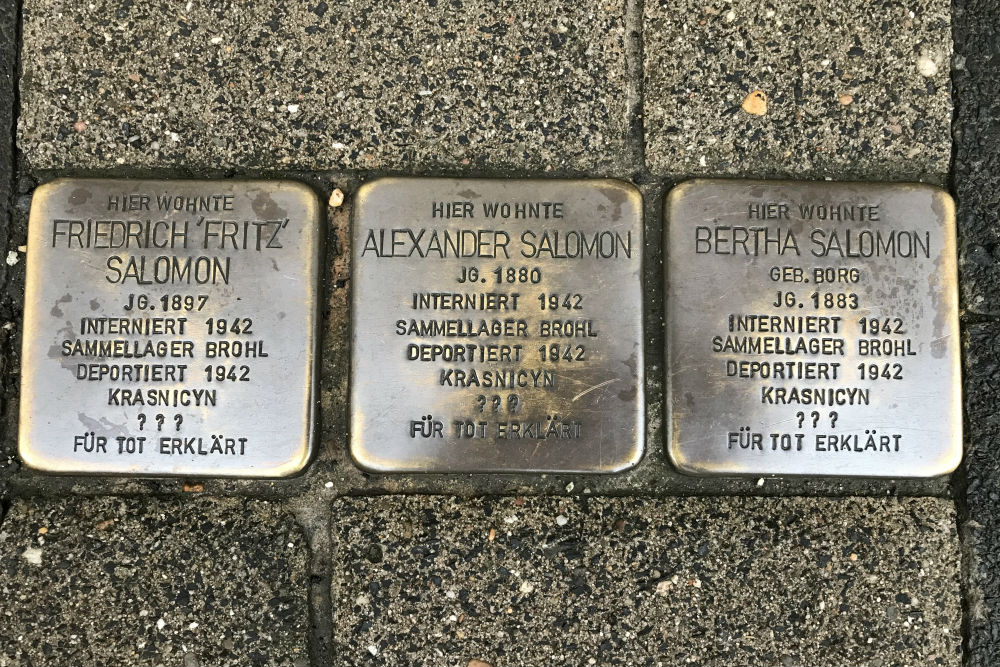 HIER WOHNTE
FRIEDRICH 'FRITZ'
SALOMON
JG. 1897
INTERNIERT 1942
SAMMELLAGER BROHL
DEPORTIERT 1942
KRASNICYN
? ? ?
FÜR TOT ERKLÄRT
HIER WOHNTE
ALEXANDER SALOMON
JG. 1880
INTERNIERT 1942
SAMMELLAGER BROHL
DEPORTIERT 1942
KRASNICYN
? ? ?
FÜR TOT ERKLÄRT
HIER WOHNTE
BERTHA SALOMON
GEB. BORG
JG. 1883
INTERNIERT 1942
SAMMELLAGER BROHL
DEPORTIERT 1942
KRASNICYN
? ? ?
FÜR TOT ERKLÄRT